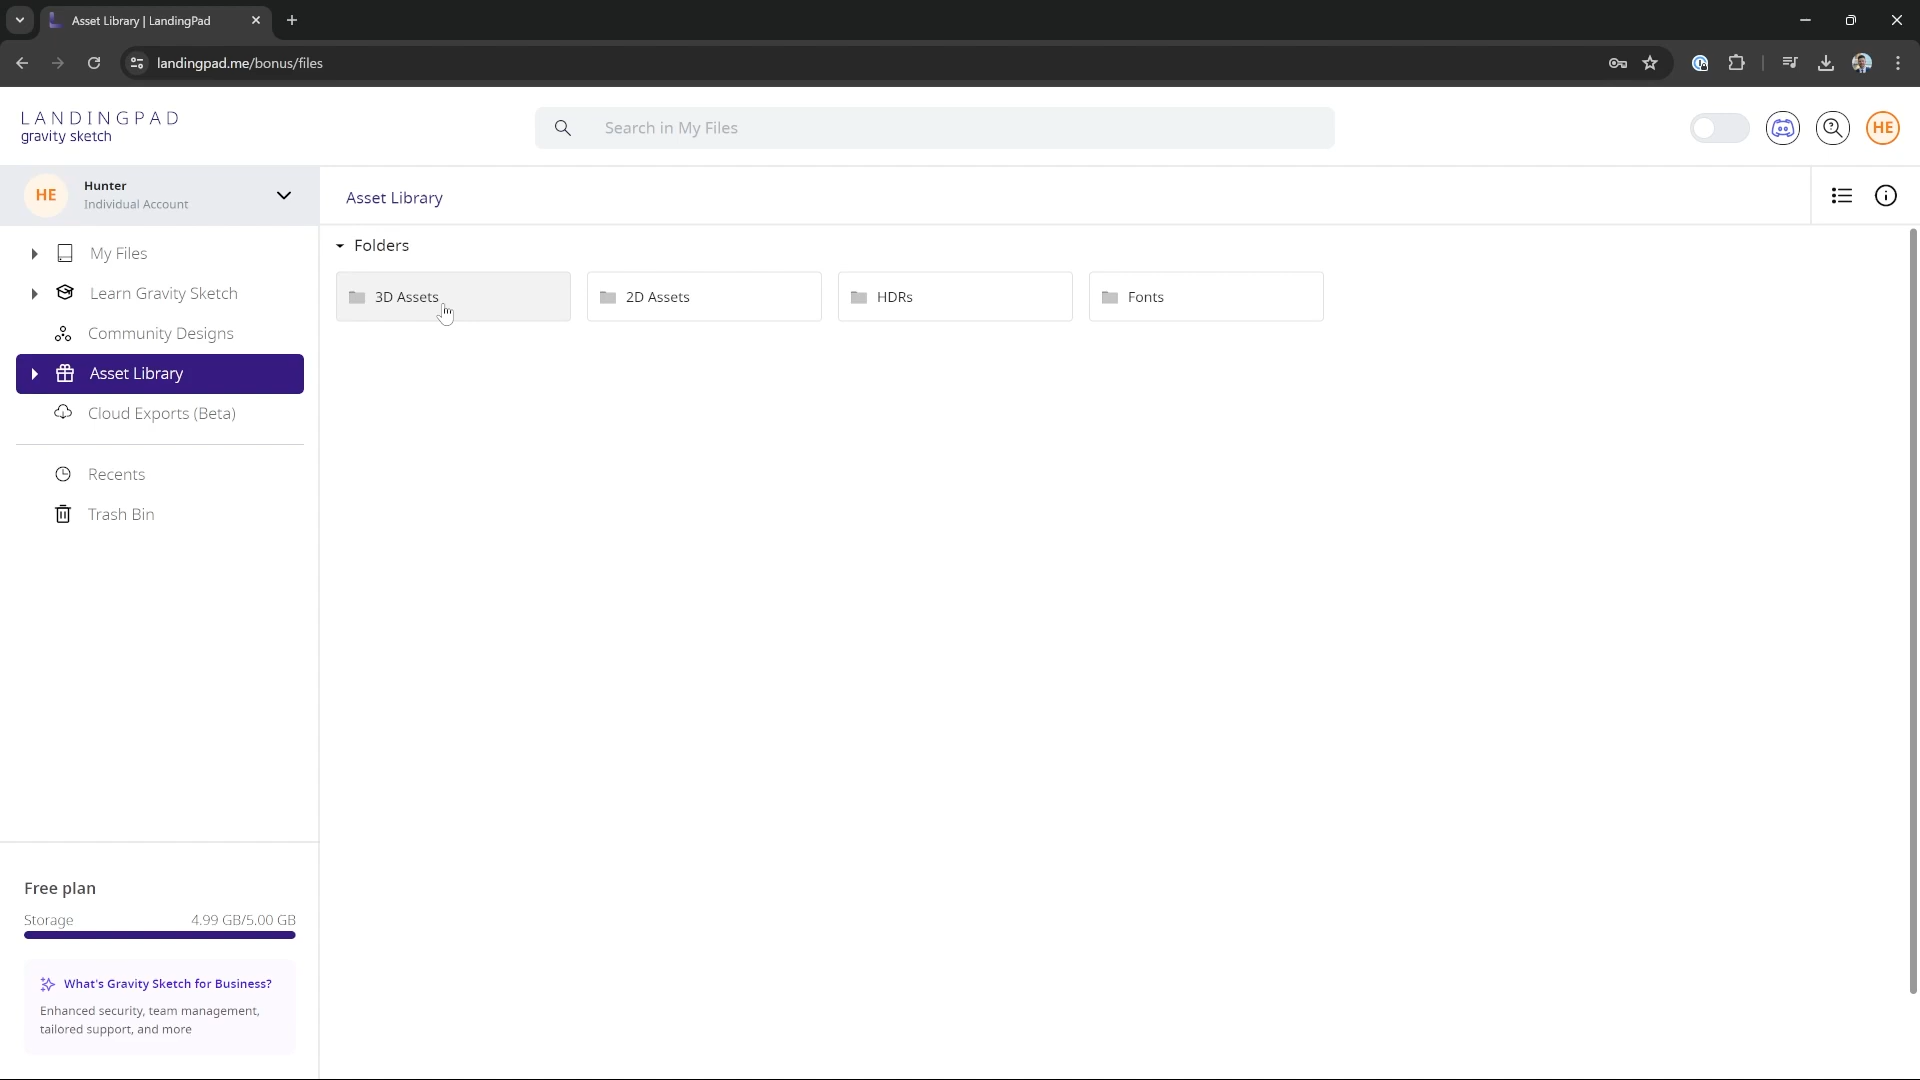 Asset Library | LandingPad
landingpad.me/bonus/files
LANDINGPAD
gravity sketch
Search in My Files
HE
HE
Hunter
Individual Account
Asset Library
My Files
Learn Gravity Sketch
Community Designs
Asset Library
Cloud Exports (Beta)
Recents
Trash Bin
Folders
3D Assets
2D Assets
HDRs
Fonts
Free plan
Storage 4.99 GB/5.00 GB
What's Gravity Sketch for Business?
Enhanced security, team management,
tailored support, and more